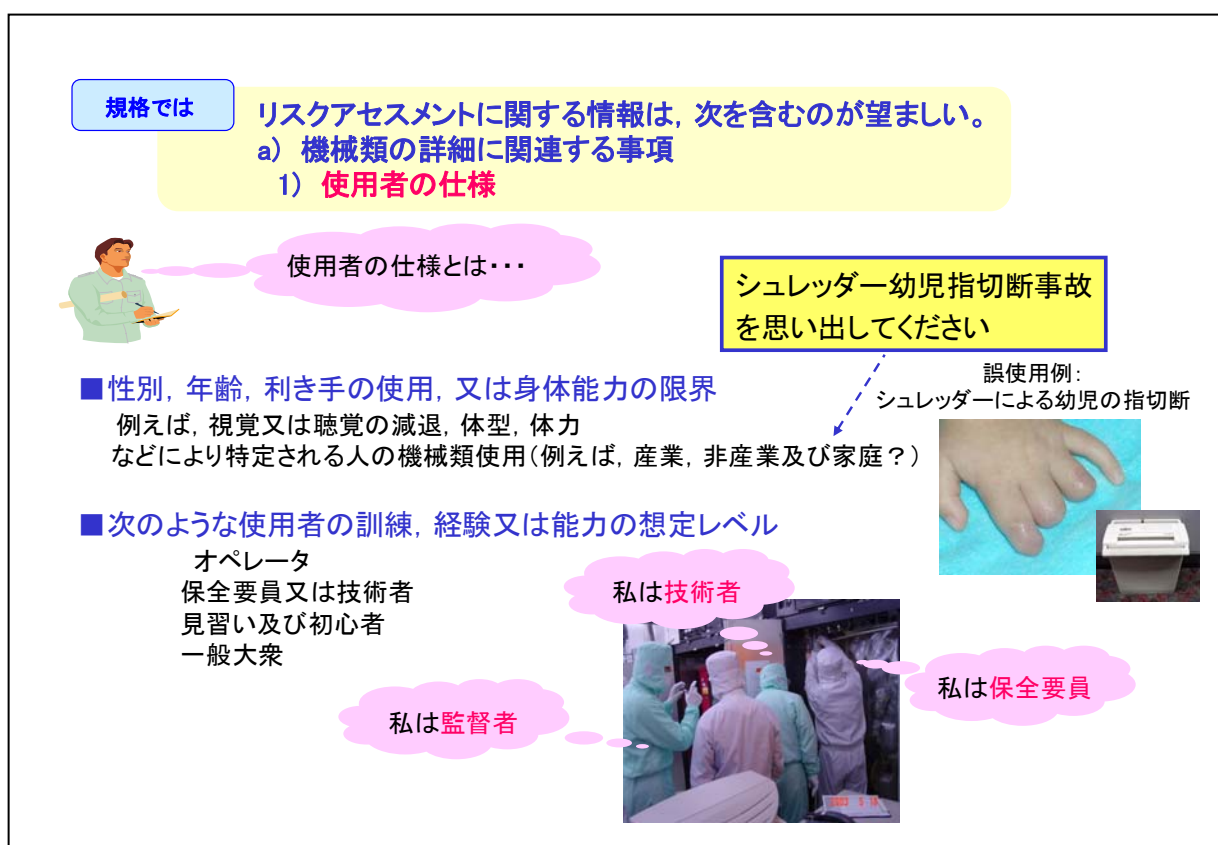 規格では
リスクアセスメントに関する情報は，次を含むのが望ましい。
a） 機械類の詳細に関連する事項
1） 使用者の仕様
使用者の仕様とは・・・
シュレッダー幼児指切断事故
を思い出してください
■性別，年齢，利き手の使用，又は身体能力の限界
例えば，視覚又は聴覚の減退，体型，体力
などにより特定される人の機械類使用（例えば，産業，非産業及び家庭？）
誤使用例：
シュレッダーによる幼児の指切断
■次のような使用者の訓練，経験又は能力の想定レベル
オペレータ
保全要員又は技術者
見習い及び初心者
一般大衆
私は技術者
私は保全要員
私は監督者